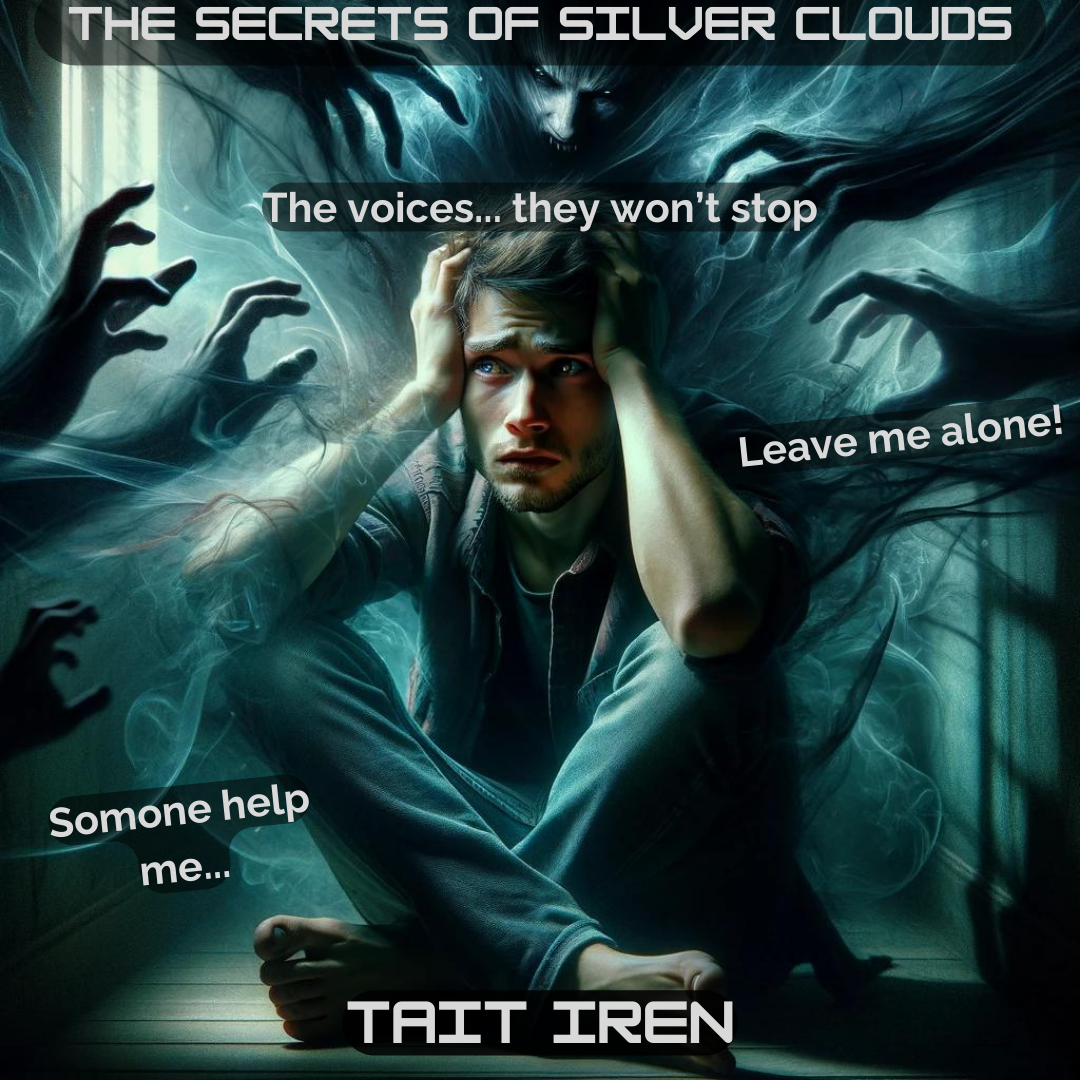 THE SECRETS OF SILVER CLOUDS
The voices... they won't stop
Leave me alone!
Somone help
me...
TAIT IREN